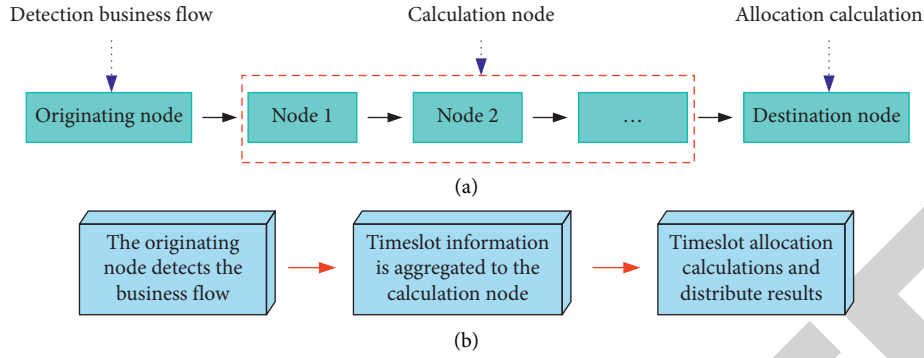 Detection business flow
Calculation node
Allocation calculation
Originating node
Node 1
Node 2
...
Destination node
(a)
The originating
node detects the
business flow
Timeslot information
is aggregated to the
calculation node
Timeslot allocation
calculations and
distribute results
(b)